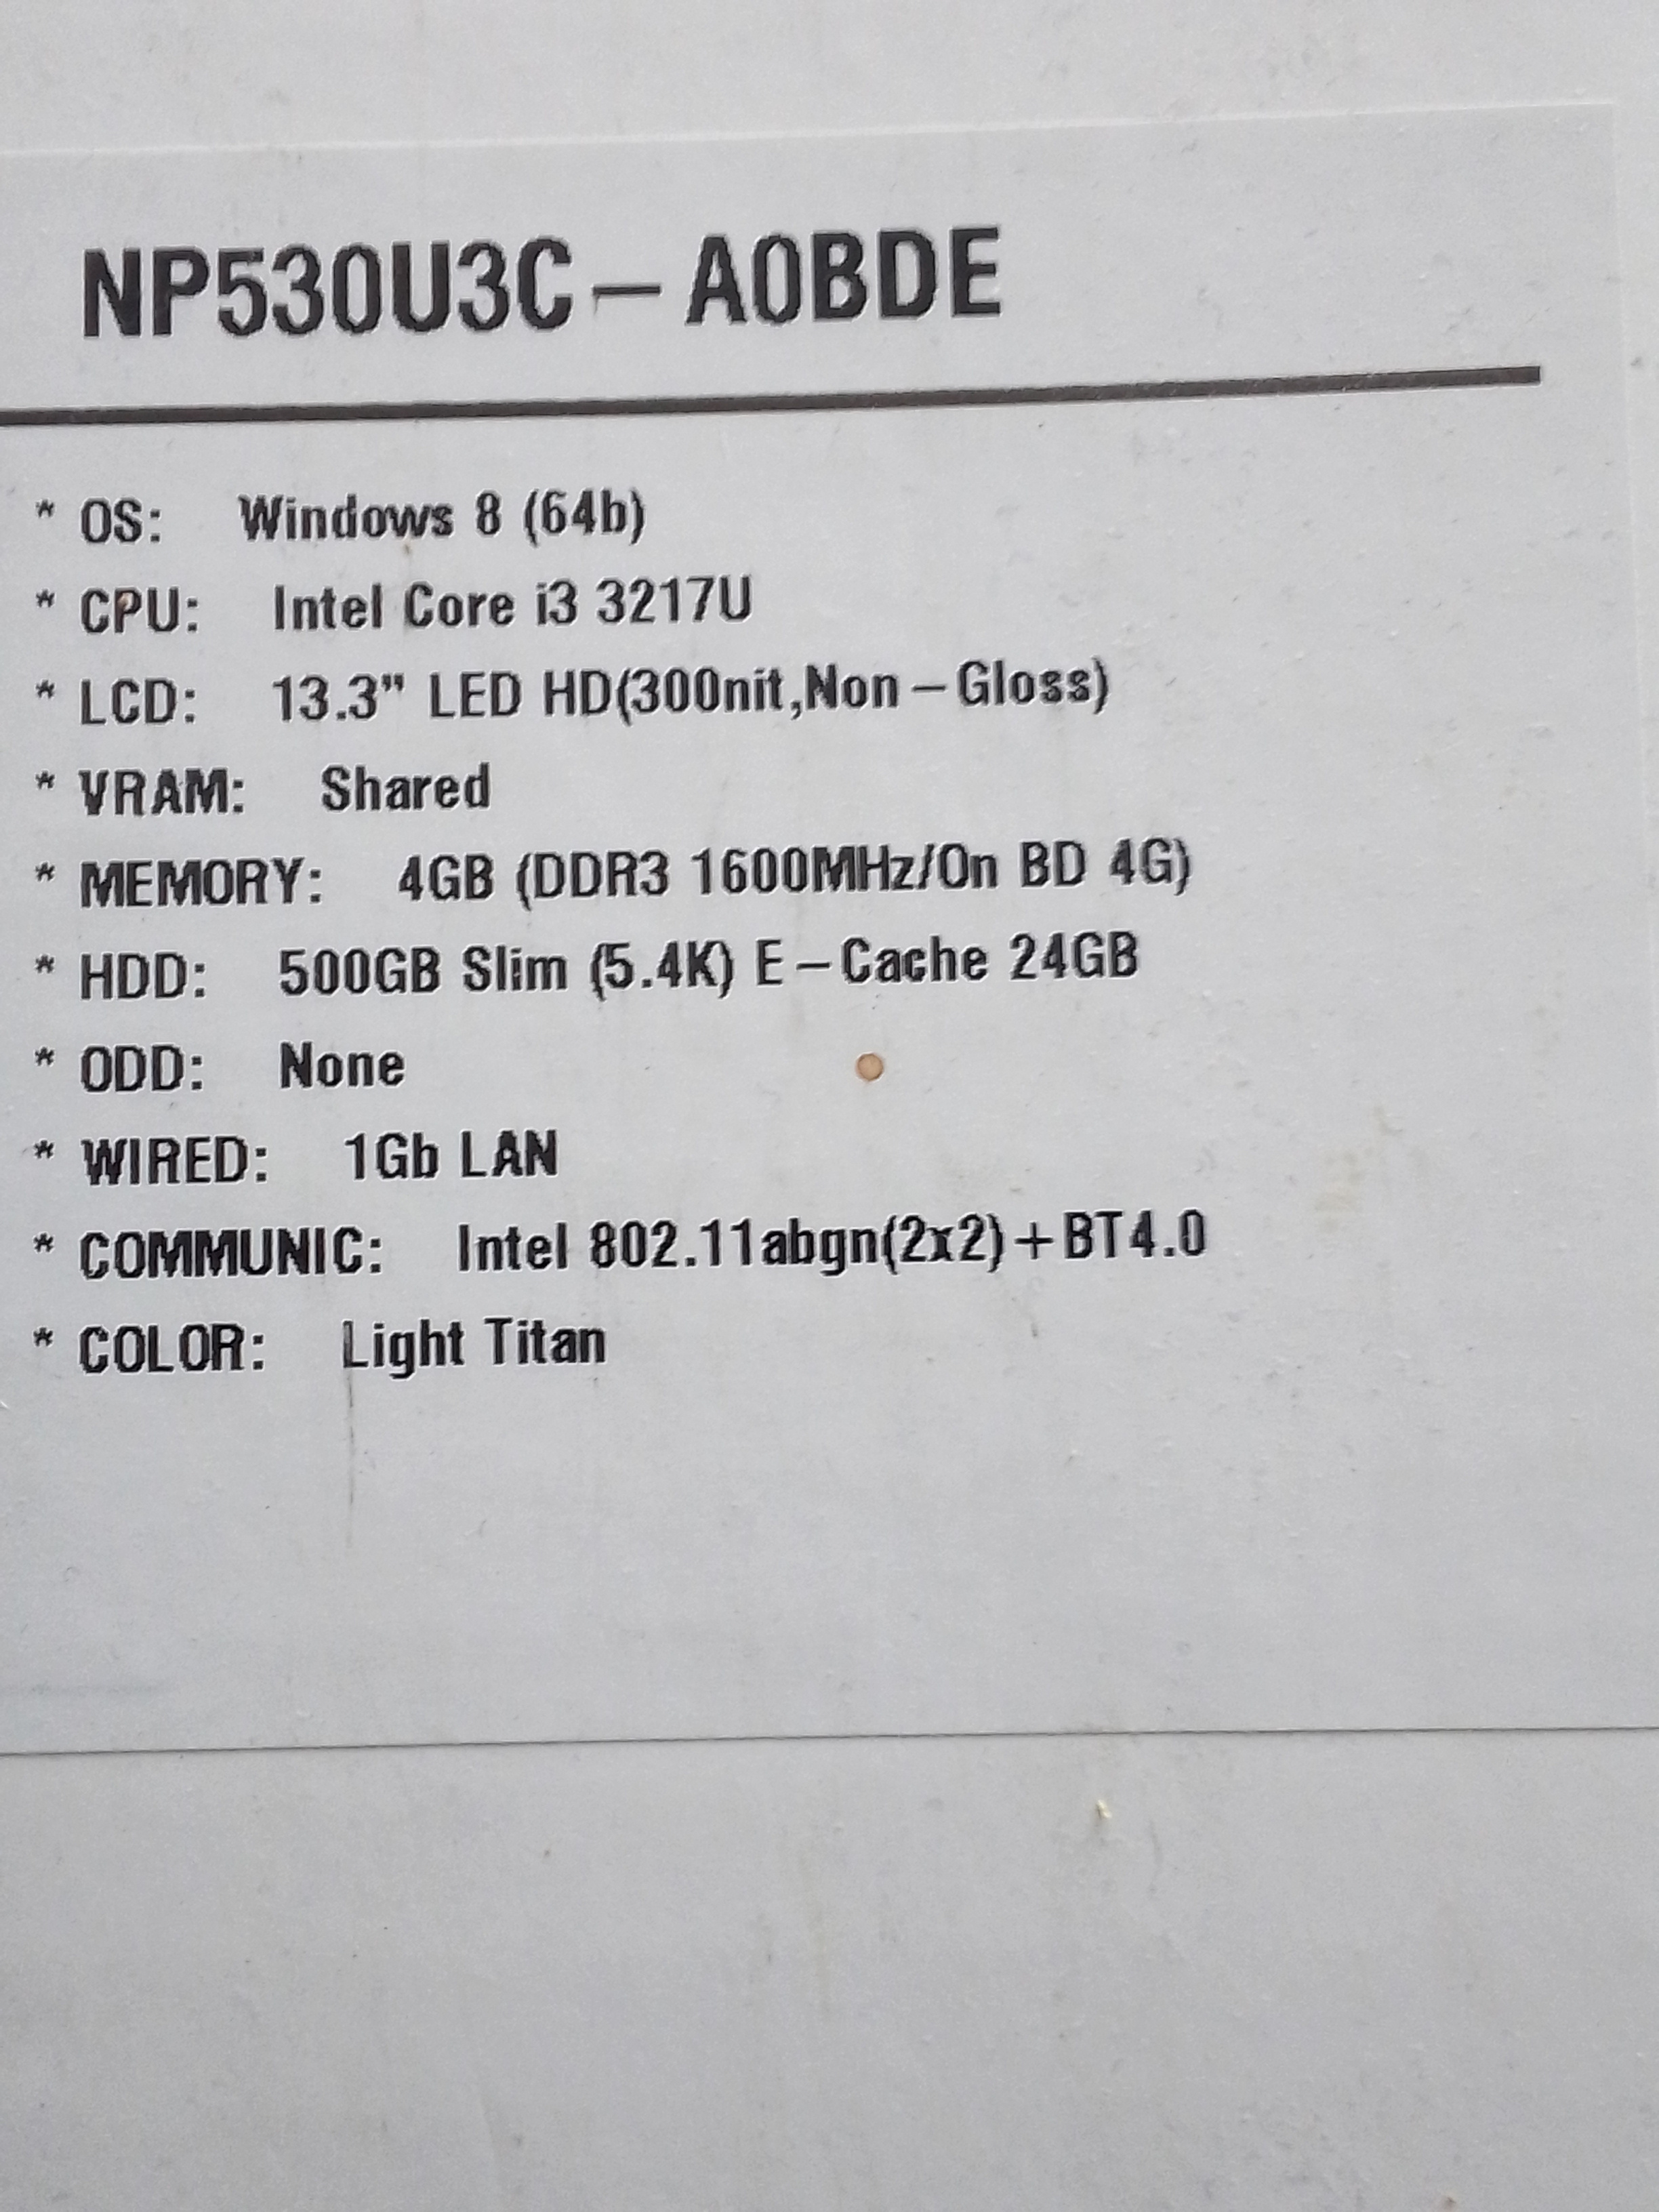 NP530U3C-A0BDE
* OS: Windows 8 (64b)
* CPU: Intel Core i3 3217U
* LCD: 13.3" LED HD(300nit,Non-Gloss)
* VRAM: Shared
* MEMORY: 4GB (DDR3 1600MHz/On BD 4G)
* HDD: 500GB Slim (5.4K) E-Cache 24GB
* ODD: None
* WIRED: 1Gb LAN
* COMMUNIC: Intel 802.11abgn(2x2)+BT4.0
* COLOR: Light Titan